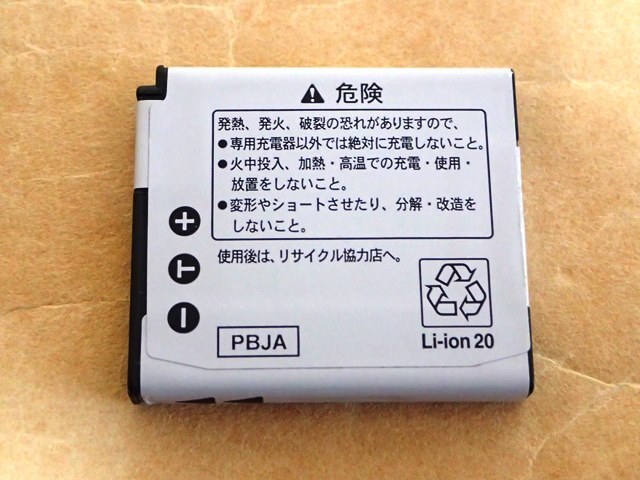 危険
発熱、発火、破裂の恐れがありますので、
●専用充電器以外では絶対に充電しないこと。
●火中投入、加熱・高温での充電・使用・
放置をしないこと。
●変形やショートさせたり、分解・改造を
しないこと。
使用後は、リサイクル協力店へ。
+
T
−
PBJA
Li-ion 20